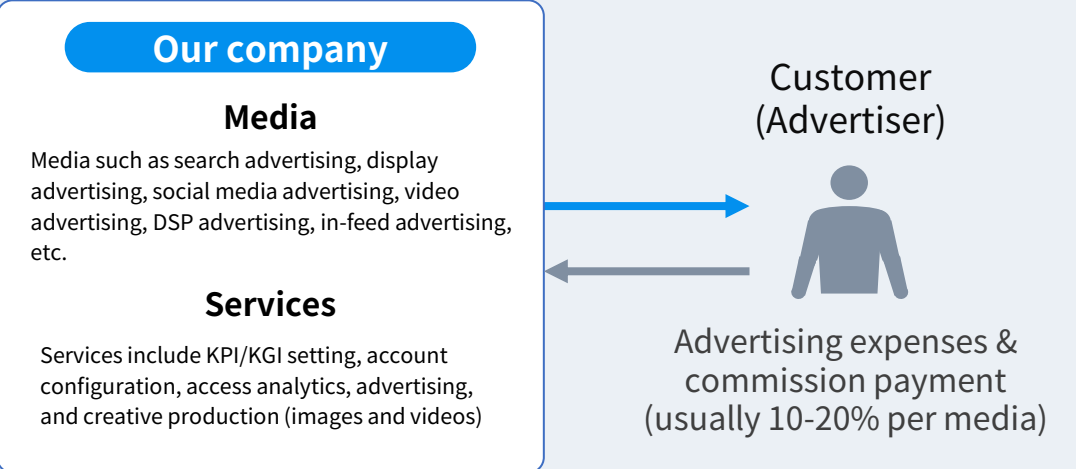 Our company
Media
Media such as search advertising, display
advertising, social media advertising, video
advertising, DSP advertising, in-feed advertising,
etc.
Services
Services include KPI/KGI setting, account
configuration, access analytics, advertising,
and creative production (images and videos)
Customer
(Advertiser)
Advertising expenses &
commission payment
(usually 10-20% per media)